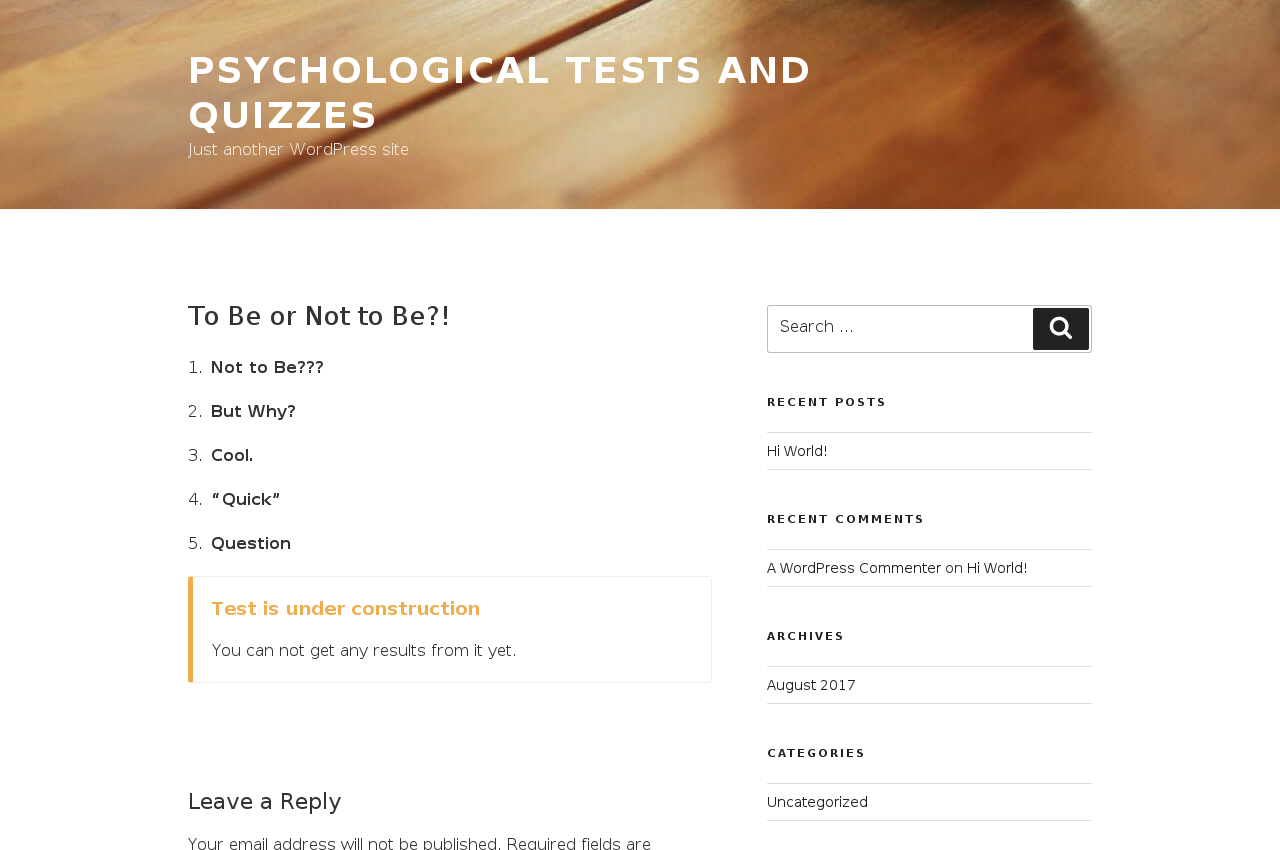 PSYCHOLOGICAL TESTS AND
QUIZZES
Just another WordPress site
To Be or Not to Be?!
1. Not to Be???
2. But Why?
3. Cool.
4. “Quick”
5. Question
Test is under construction
You can not get any results from it yet.
Leave a Reply
Your email address will not be published. Required fields are
Search …
RECENT POSTS
Hi World!
RECENT COMMENTS
A WordPress Commenter on Hi World!
ARCHIVES
August 2017
CATEGORIES
Uncategorized